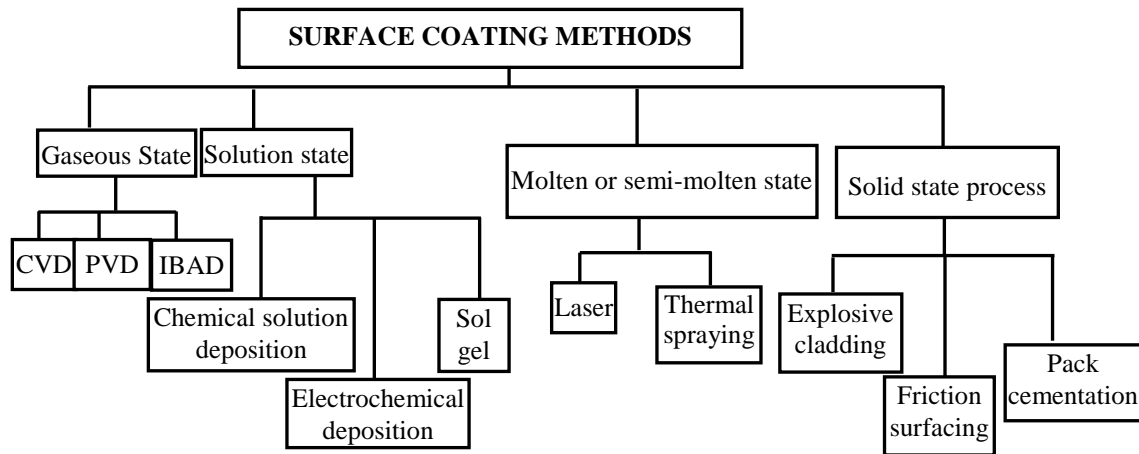 SURFACE COATING METHODS
Gaseous State
Solution state
Molten or semi-molten state
Solid state process
CVD
PVD
IBAD
Chemical solution
deposition
Electrochemical
deposition
Sol
gel
Laser
Thermal
spraying
Explosive
cladding
Friction
surfacing
Pack
cementation